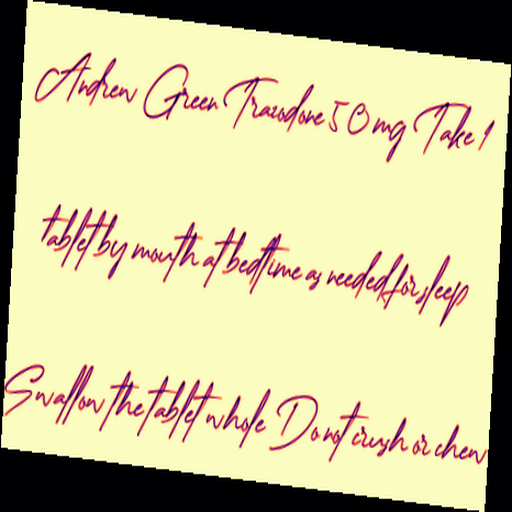 Andrew Green Trazodone 50 mg Take 1
tablet by mouth at bedtime as needed for sleep
Swallow the tablet whole Do not crush or chew